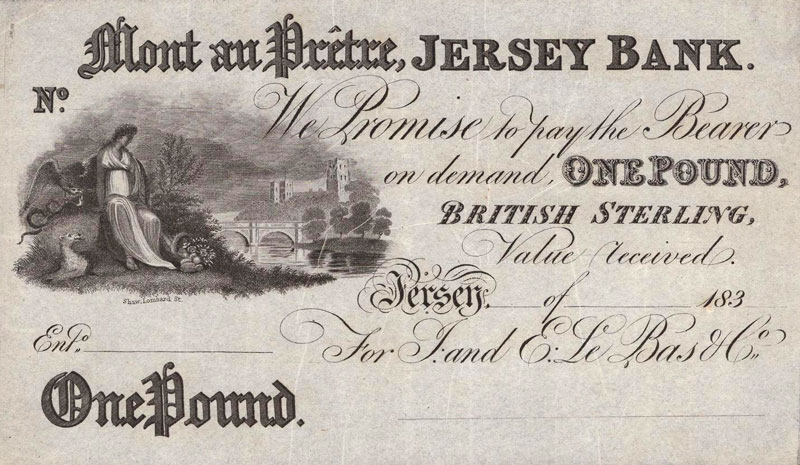 Mont au Prêtre, JERSEY BANK.
No.
We Promise to pay the Bearer
on demand, ONE POUND,
BRITISH STERLING,
Value received.
Shaw, Lombard St.
Jersey, of 183
Entd.
For J: and E: Le Bas & Co.
One Pound.